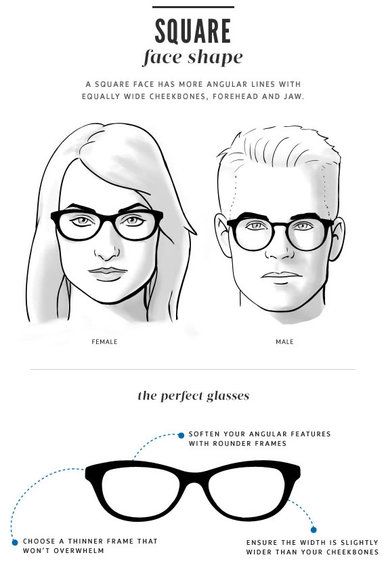 SQUARE
face shape
A SQUARE FACE HAS MORE ANGULAR LINES WITH
EQUALLY WIDE CHEEKBONES, FOREHEAD AND JAW.
FEMALE
MALE
the perfect glasses
SOFTEN YOUR ANGULAR FEATURES
WITH ROUNDER FRAMES
CHOOSE A THINNER FRAME THAT
WON'T OVERWHELM
ENSURE THE WIDTH IS SLIGHTLY
WIDER THAN YOUR CHEEKBONES